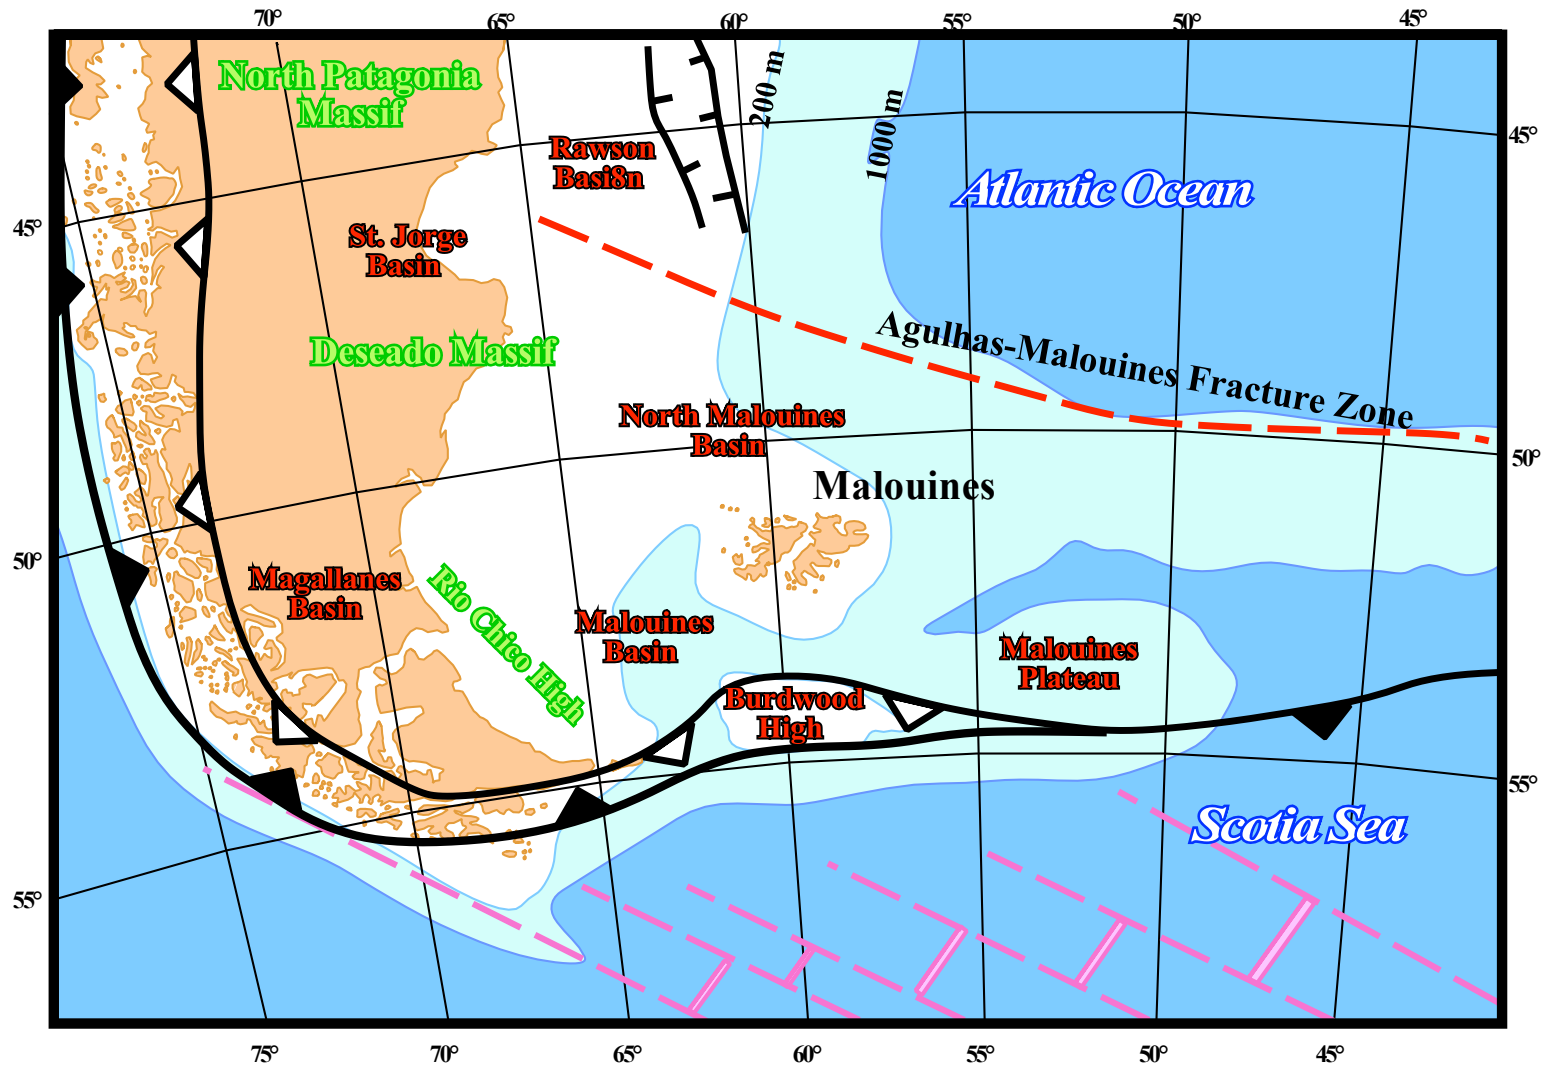 70°
65°
60°
55°
50°
45°
North Patagonia
Massif
200 m
1000 m
45°
Rawson
Basi8n
Atlantic Ocean
45°
St. Jorge
Basin
Agulhas-Malouines Fracture Zone
Deseado Massif
North Malouines
Basin
50°
Malouines
50°
Magallanes
Basin
Rio Chico High
Malouines
Basin
Malouines
Plateau
Burdwood
High
55°
Scotia Sea
55°
75°
70°
65°
60°
55°
50°
45°